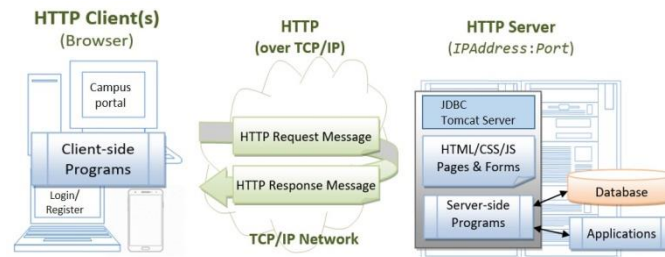 HTTP Client(s)
(Browser)
Campus
portal
Client-side
Programs
Login/
Register
HTTP
(over TCP/IP)
HTTP Request Message
HTTP Response Message
TCP/IP Network
HTTP Server
(IPAddress:Port)
JDBC
Tomcat Server
HTML/CSS/JS
Pages & Forms
Server-side
Programs
Database
Applications